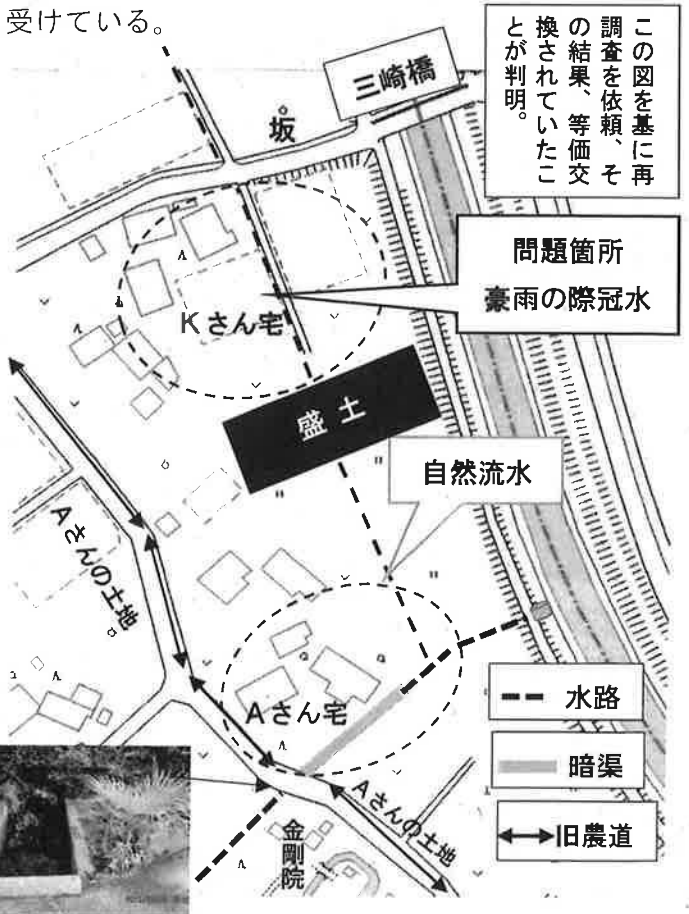 受けている。
この図を基に再
調査を依頼、そ
の結果、等価交
換されていたこ
とが判明。
三崎橋
坂
問題箇所
豪雨の際冠水
Kさん宅
盛土
自然流水
Aさんの土地
Aさん宅
水路
暗渠
旧農道
Aさんの土地
金剛院